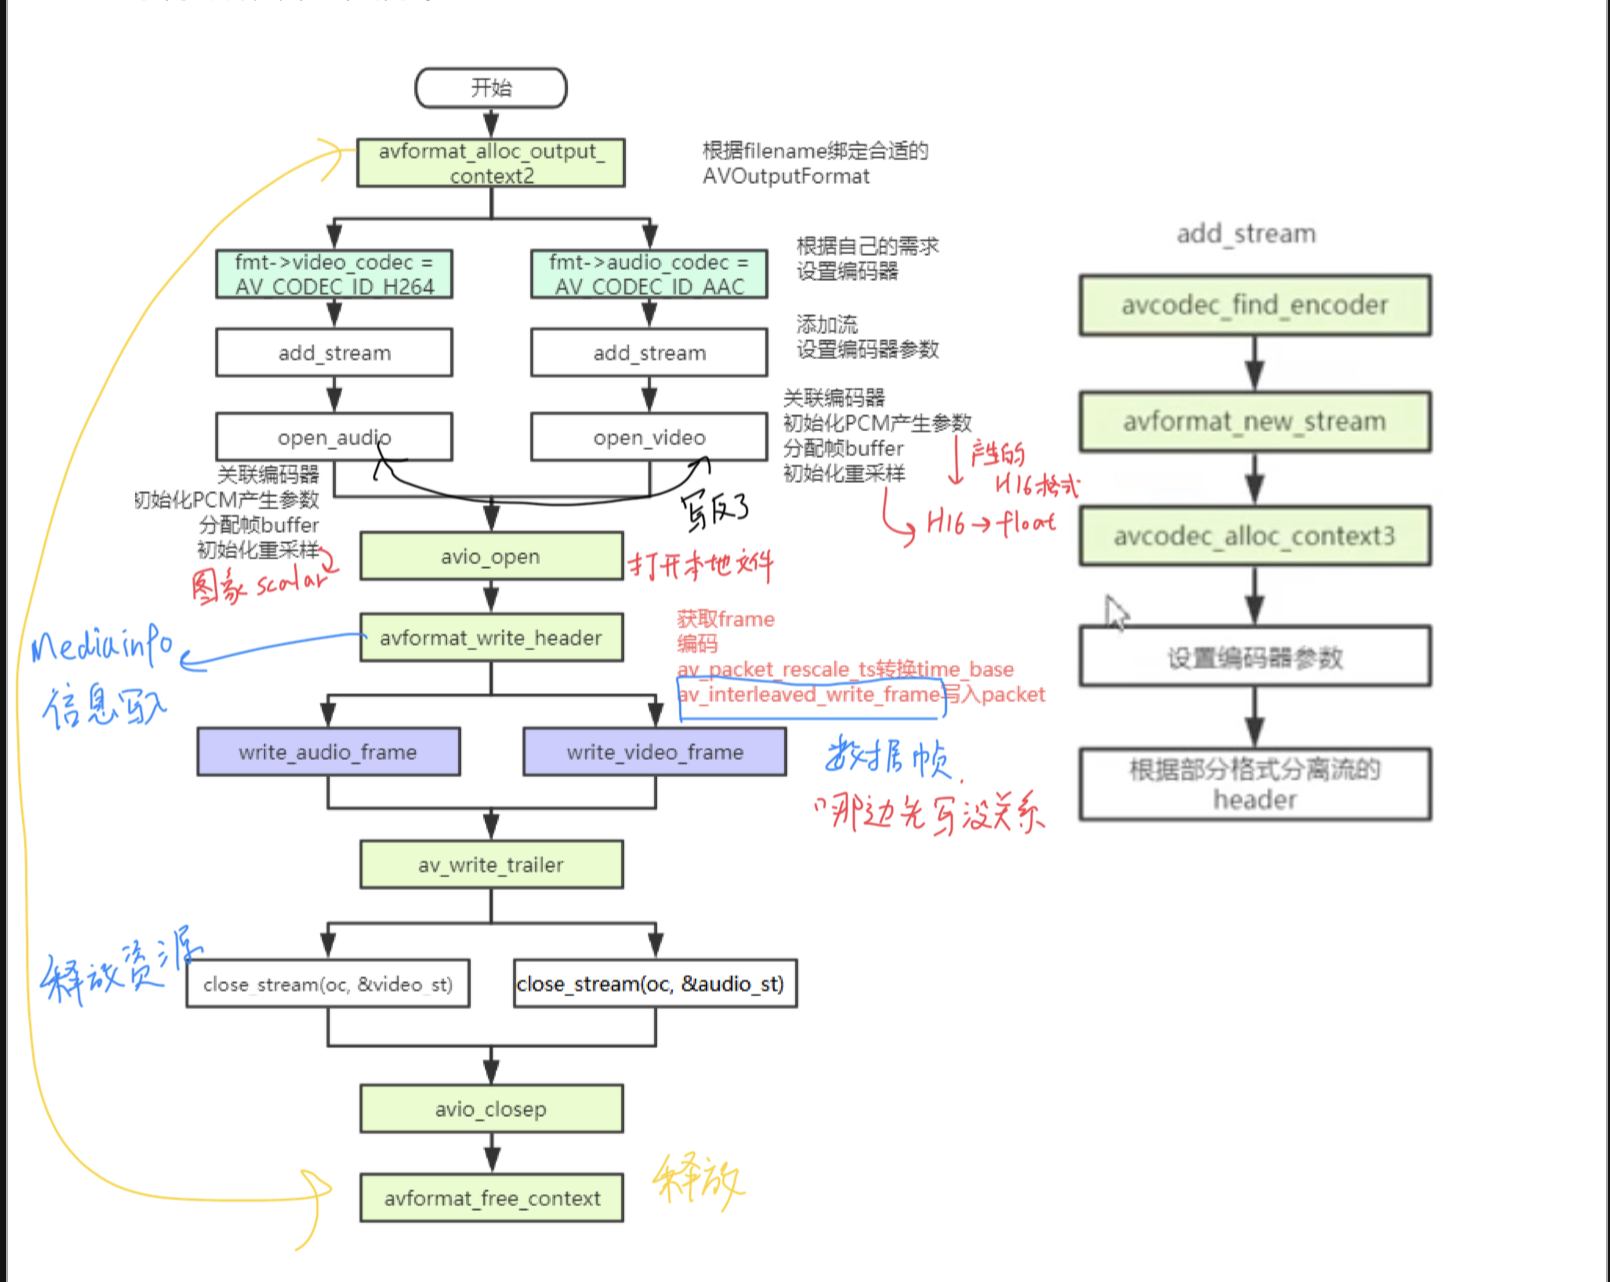 开始
avformat_alloc_output_
context2
根据filename绑定合适的
AVOutputFormat
fmt->video_codec =
AV_CODEC_ID_H264
fmt->audio_codec =
AV_CODEC_ID_AAC
根据自己的需求
设置编码器
add_stream
add_stream
添加流
设置编码器参数
open_audio
open_video
关联编码器
初始化PCM产生参数
分配帧buffer
初始化重采样
产生的
H16格式
H16→float
写反了
关联编码器
初始化PCM产生参数
分配帧buffer
初始化重采样
图象 scalar
avio_open
打开本地文件
avformat_write_header
Mediainfo
信息写入
获取frame
编码
av_packet_rescale_ts转换time_base
av_interleaved_write_frame写入packet
write_audio_frame
write_video_frame
数据帧
那边先写没关系
av_write_trailer
释放资源
close_stream(oc, &video_st)
close_stream(oc, &audio_st)
avio_closep
avformat_free_context
释放
add_stream
avcodec_find_encoder
avformat_new_stream
avcodec_alloc_context3
设置编码器参数
根据部分格式分离流的
header